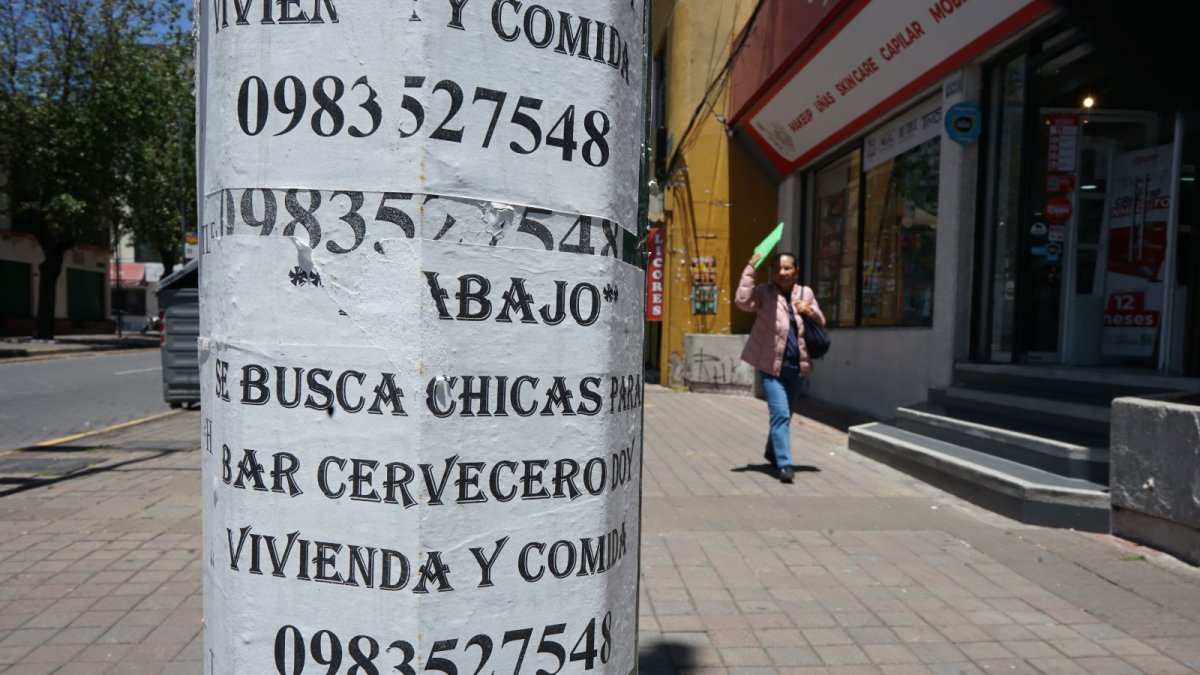 VIVIEN Y COMIDA
0983527548
0983527548
**
ABAJO**
SE BUSCA CHICAS PARA
BAR CERVECERO DOY
VIVIENDA Y COMIDA
0983527548
MAKEUP UÑAS SKINCARE CAPILAR
LICORES
12
meses